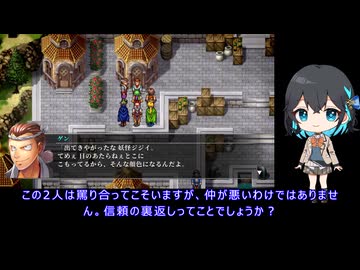 ゲン
「出てきやがったな 妖怪ジジイ。
てめぇ 目のあたらねぇとこに
こもってるから、そんな顔色になるんだよ。
この２人は罵り合ってこそいますが、仲が悪いわけではありませ
ん。信頼の裏返しってことでしょうか？